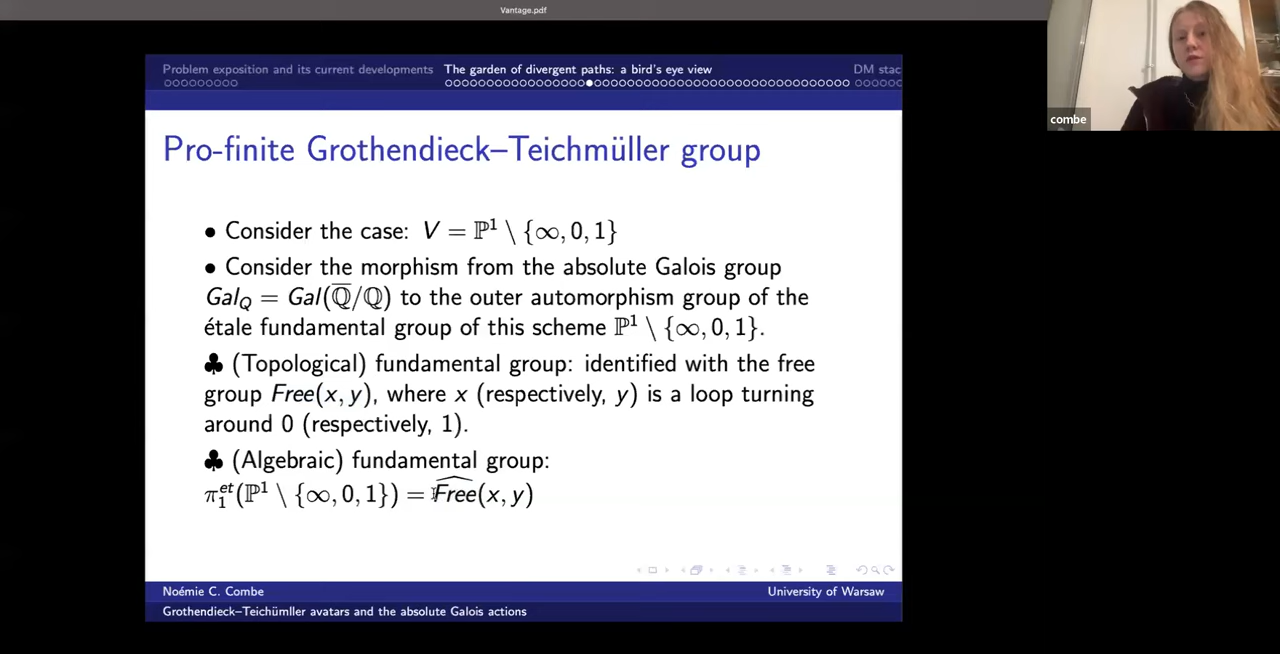 Vantage.pdf
combe
Problem exposition and its current developments The garden of divergent paths: a bird's eye view DM stac
Pro-finite Grothendieck–Teichmüller group
• Consider the case: V = ℙ¹ \ {∞, 0, 1}
• Consider the morphism from the absolute Galois group
Gal_Q = Gal(ℚ̅/ℚ) to the outer automorphism group of the
étale fundamental group of this scheme ℙ¹ \ {∞, 0, 1}.
♣ (Topological) fundamental group: identified with the free
group Free(x, y), where x (respectively, y) is a loop turning
around 0 (respectively, 1).
♣ (Algebraic) fundamental group:
π₁^{et}(ℙ¹ \ {∞, 0, 1}) = \widehat{Free}(x, y)
Noémie C. Combe University of Warsaw
Grothendieck–Teichümller avatars and the absolute Galois actions